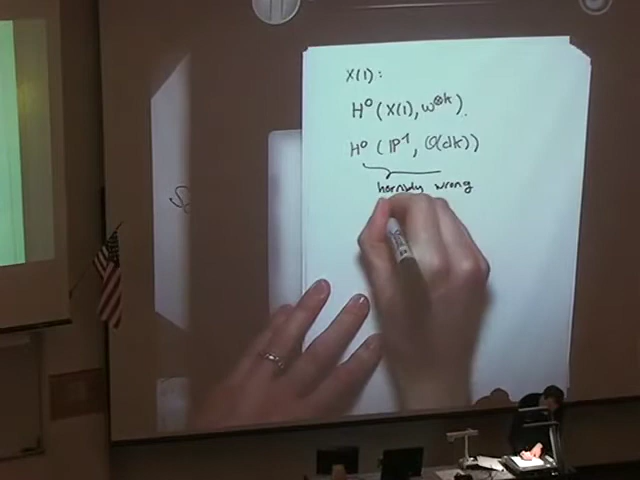 X(1):
H⁰ (X(1), ω^⊗k).
H⁰ (ℙ¹, O(dk))
horribly wrong